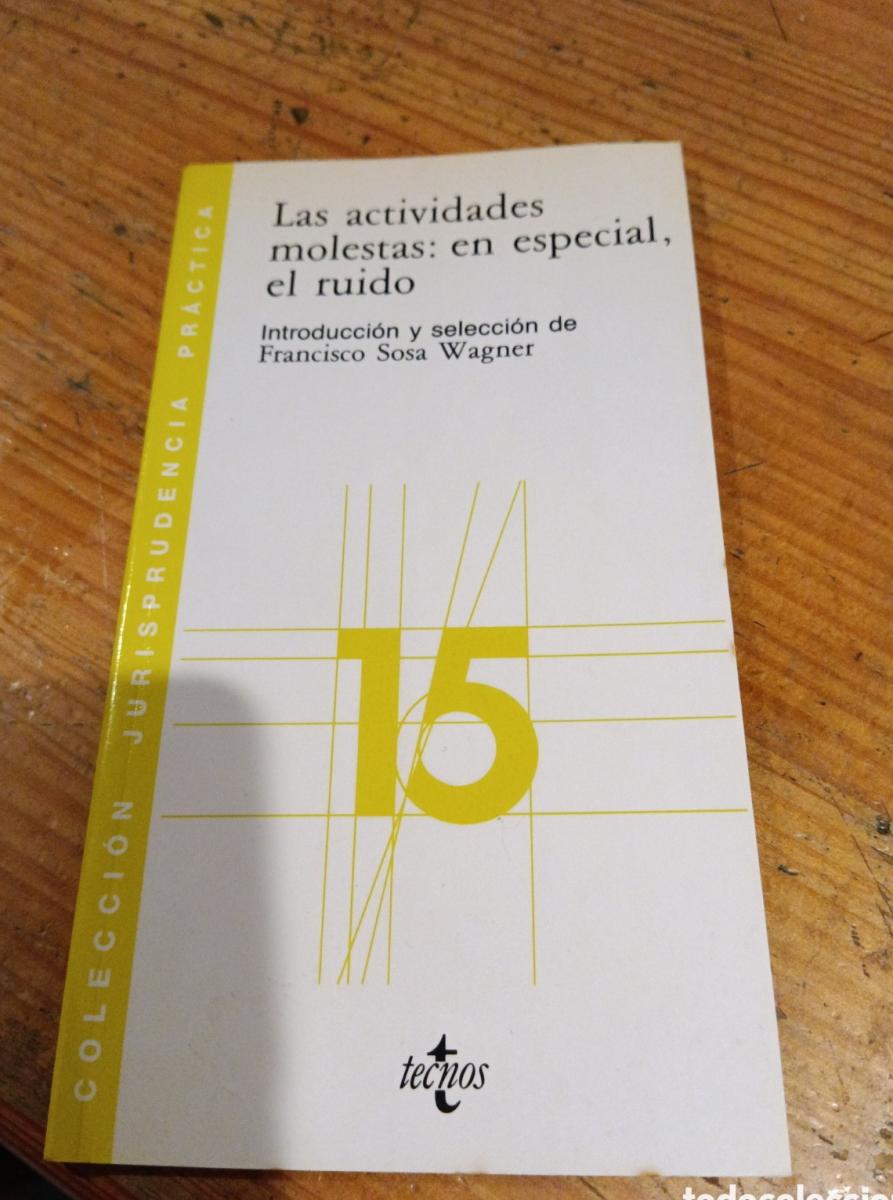 Las actividades
molestas: en especial,
el ruido
Introducción y selección de
Francisco Sosa Wagner
COLECCIÓN JURISPRUDENCIA PRÁCTICA
15
tecnos